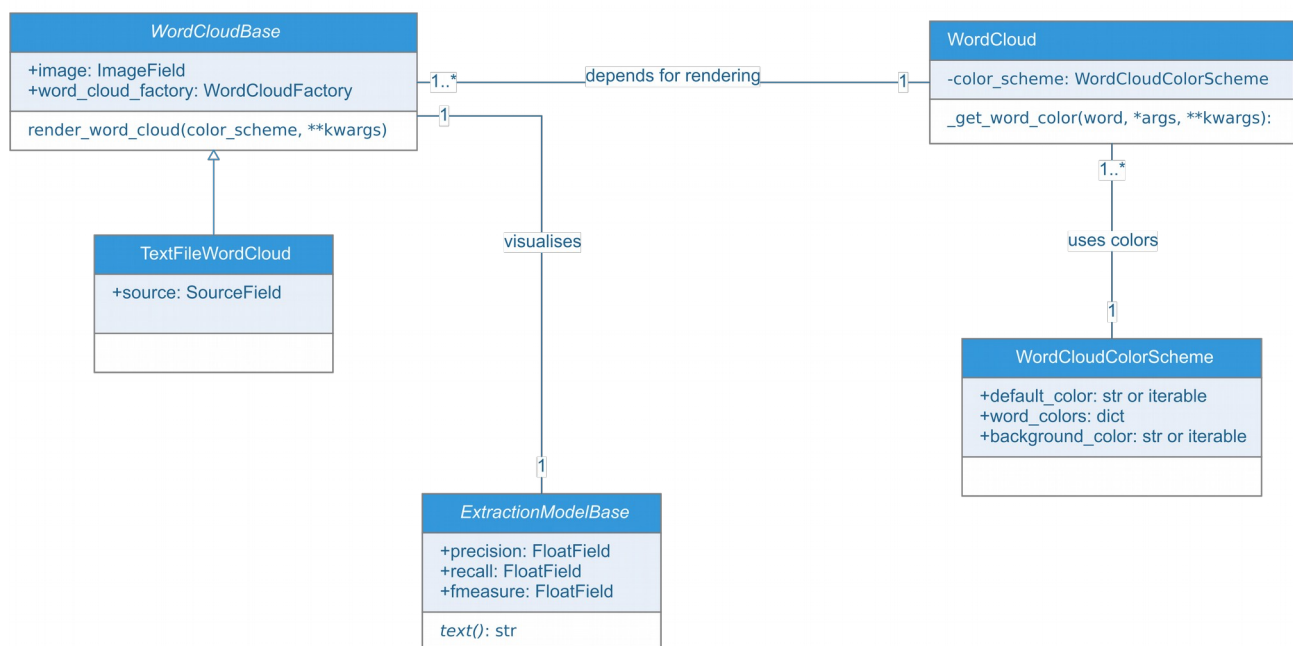 WordCloudBase
+image: ImageField
+word_cloud_factory: WordCloudFactory
render_word_cloud(color_scheme, **kwargs)
1..*
depends for rendering
1
WordCloud
-color_scheme: WordCloudColorScheme
_get_word_color(word, *args, **kwargs):
1
visualises
1
1..*
uses colors
1
TextFileWordCloud
+source: SourceField
WordCloudColorScheme
+default_color: str or iterable
+word_colors: dict
+background_color: str or iterable
ExtractionModelBase
+precision: FloatField
+recall: FloatField
+fmeasure: FloatField
text(): str